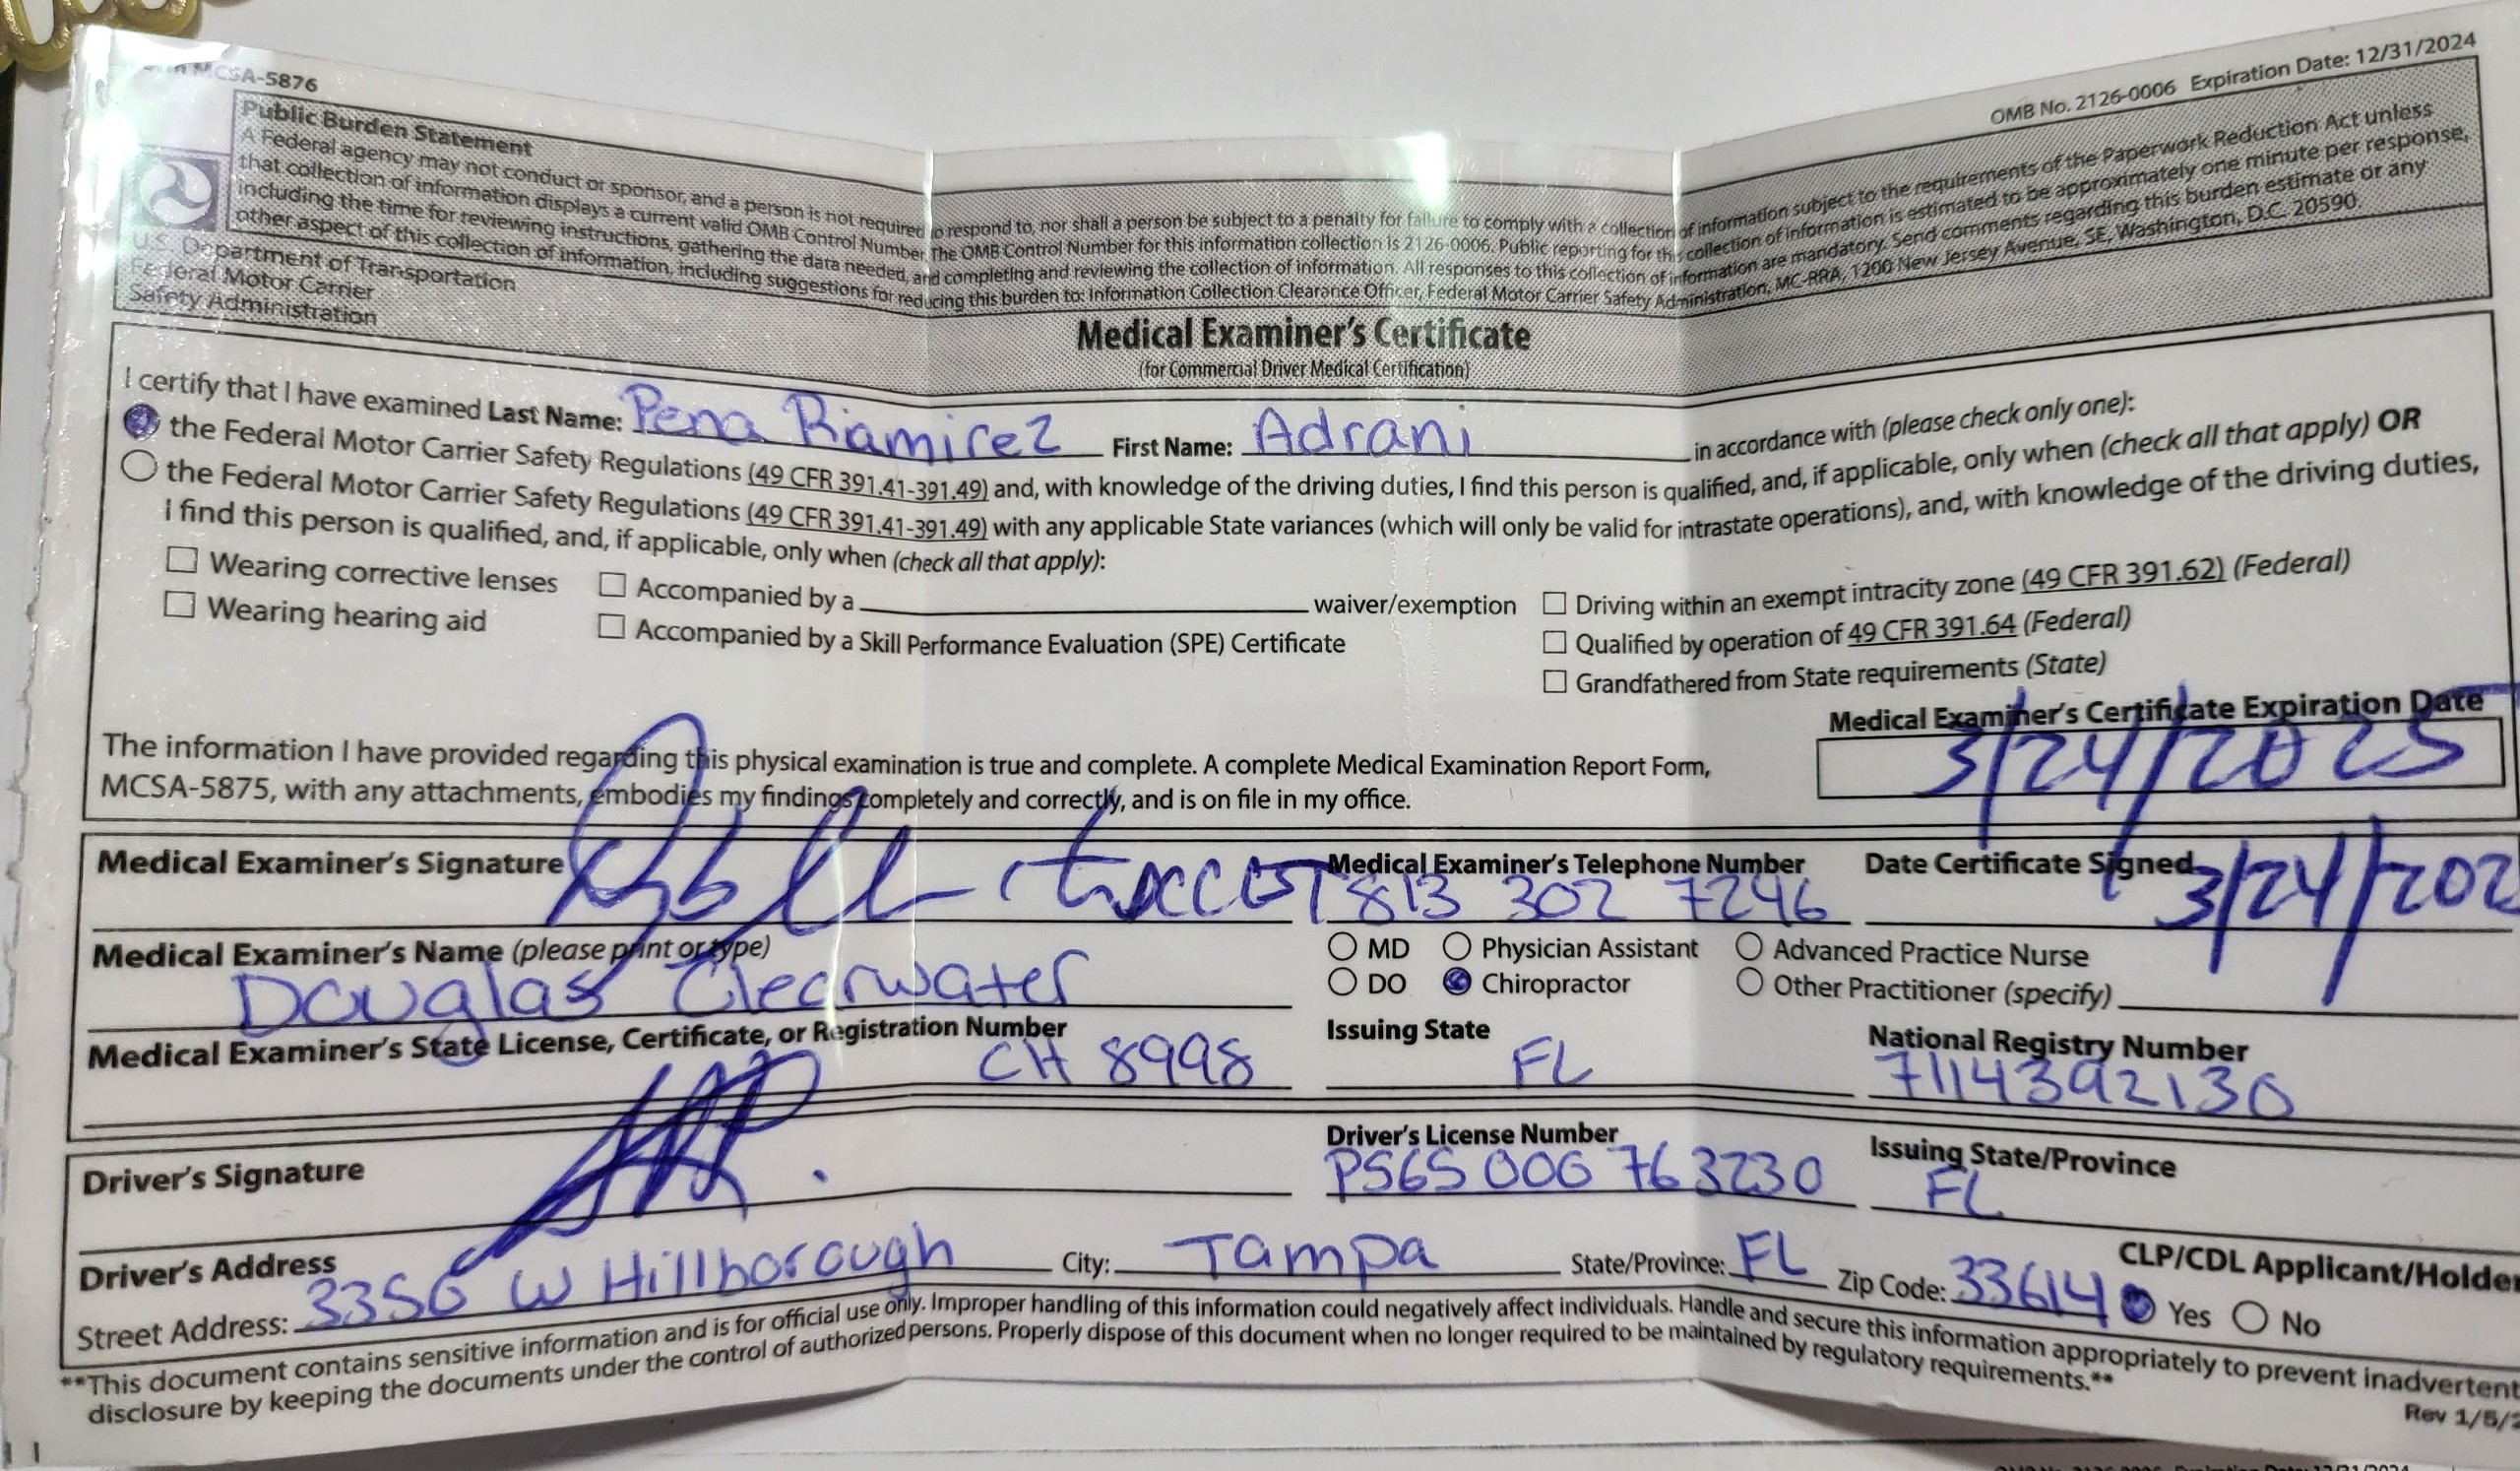 MCSA-5876
OMB No. 2126-0006 Expiration Date: 12/31/2024
Public Burden Statement
A Federal agency may not conduct or sponsor, and a person is not required to respond to, nor shall a person be subject to a penalty for failure to comply with a collection of information subject to the requirements of the Paperwork Reduction Act unless
that collection of information displays a current valid OMB Control Number. The OMB Control Number for this information collection is 2126-0006. Public reporting for this collection of information is estimated to be approximately one minute per response,
including the time for reviewing instructions, gathering the data needed, and completing and reviewing the collection of information. All responses to this collection of information are mandatory. Send comments regarding this burden estimate or any
other aspect of this collection of information, including suggestions for reducing this burden to: Information Collection Clearance Officer, Federal Motor Carrier Safety Administration, MC-RRA, 1200 New Jersey Avenue, SE, Washington, D.C. 20590.
U.S. Department of Transportation
Federal Motor Carrier
Safety Administration
Medical Examiner's Certificate
(for Commercial Driver Medical Certification)
I certify that I have examined Last Name: Pena Ramirez First Name: Adrani in accordance with (please check only one):
the Federal Motor Carrier Safety Regulations (49 CFR 391.41-391.49) and, with knowledge of the driving duties, I find this person is qualified, and, if applicable, only when (check all that apply) OR
the Federal Motor Carrier Safety Regulations (49 CFR 391.41-391.49) with any applicable State variances (which will only be valid for intrastate operations), and, with knowledge of the driving duties,
I find this person is qualified, and, if applicable, only when (check all that apply):
Wearing corrective lenses Accompanied by a waiver/exemption Driving within an exempt intracity zone (49 CFR 391.62) (Federal)
Wearing hearing aid Accompanied by a Skill Performance Evaluation (SPE) Certificate Qualified by operation of 49 CFR 391.64 (Federal)
Grandfathered from State requirements (State)
Medical Examiner's Certificate Expiration Date
3/24/2025
The information I have provided regarding this physical examination is true and complete. A complete Medical Examination Report Form,
MCSA-5875, with any attachments, embodies my findings completely and correctly, and is on file in my office.
Medical Examiner's Signature Medical Examiner's Telephone Number Date Certificate Signed
813 302 7246 3/24/202
Medical Examiner's Name (please print or type) MD Physician Assistant Advanced Practice Nurse
Douglas Clearwater DO Chiropractor Other Practitioner (specify)
Medical Examiner's State License, Certificate, or Registration Number Issuing State National Registry Number
CH 8998 FL 7114392130
Driver's Signature Driver's License Number Issuing State/Province
P565 000 763230 FL
Driver's Address CLP/CDL Applicant/Holder
Street Address: 3350 W Hillborough City: Tampa State/Province: FL Zip Code: 33614 Yes No
**This document contains sensitive information and is for official use only. Improper handling of this information could negatively affect individuals. Handle and secure this information appropriately to prevent inadvertent
disclosure by keeping the documents under the control of authorized persons. Properly dispose of this document when no longer required to be maintained by regulatory requirements.**
Rev 1/5/2